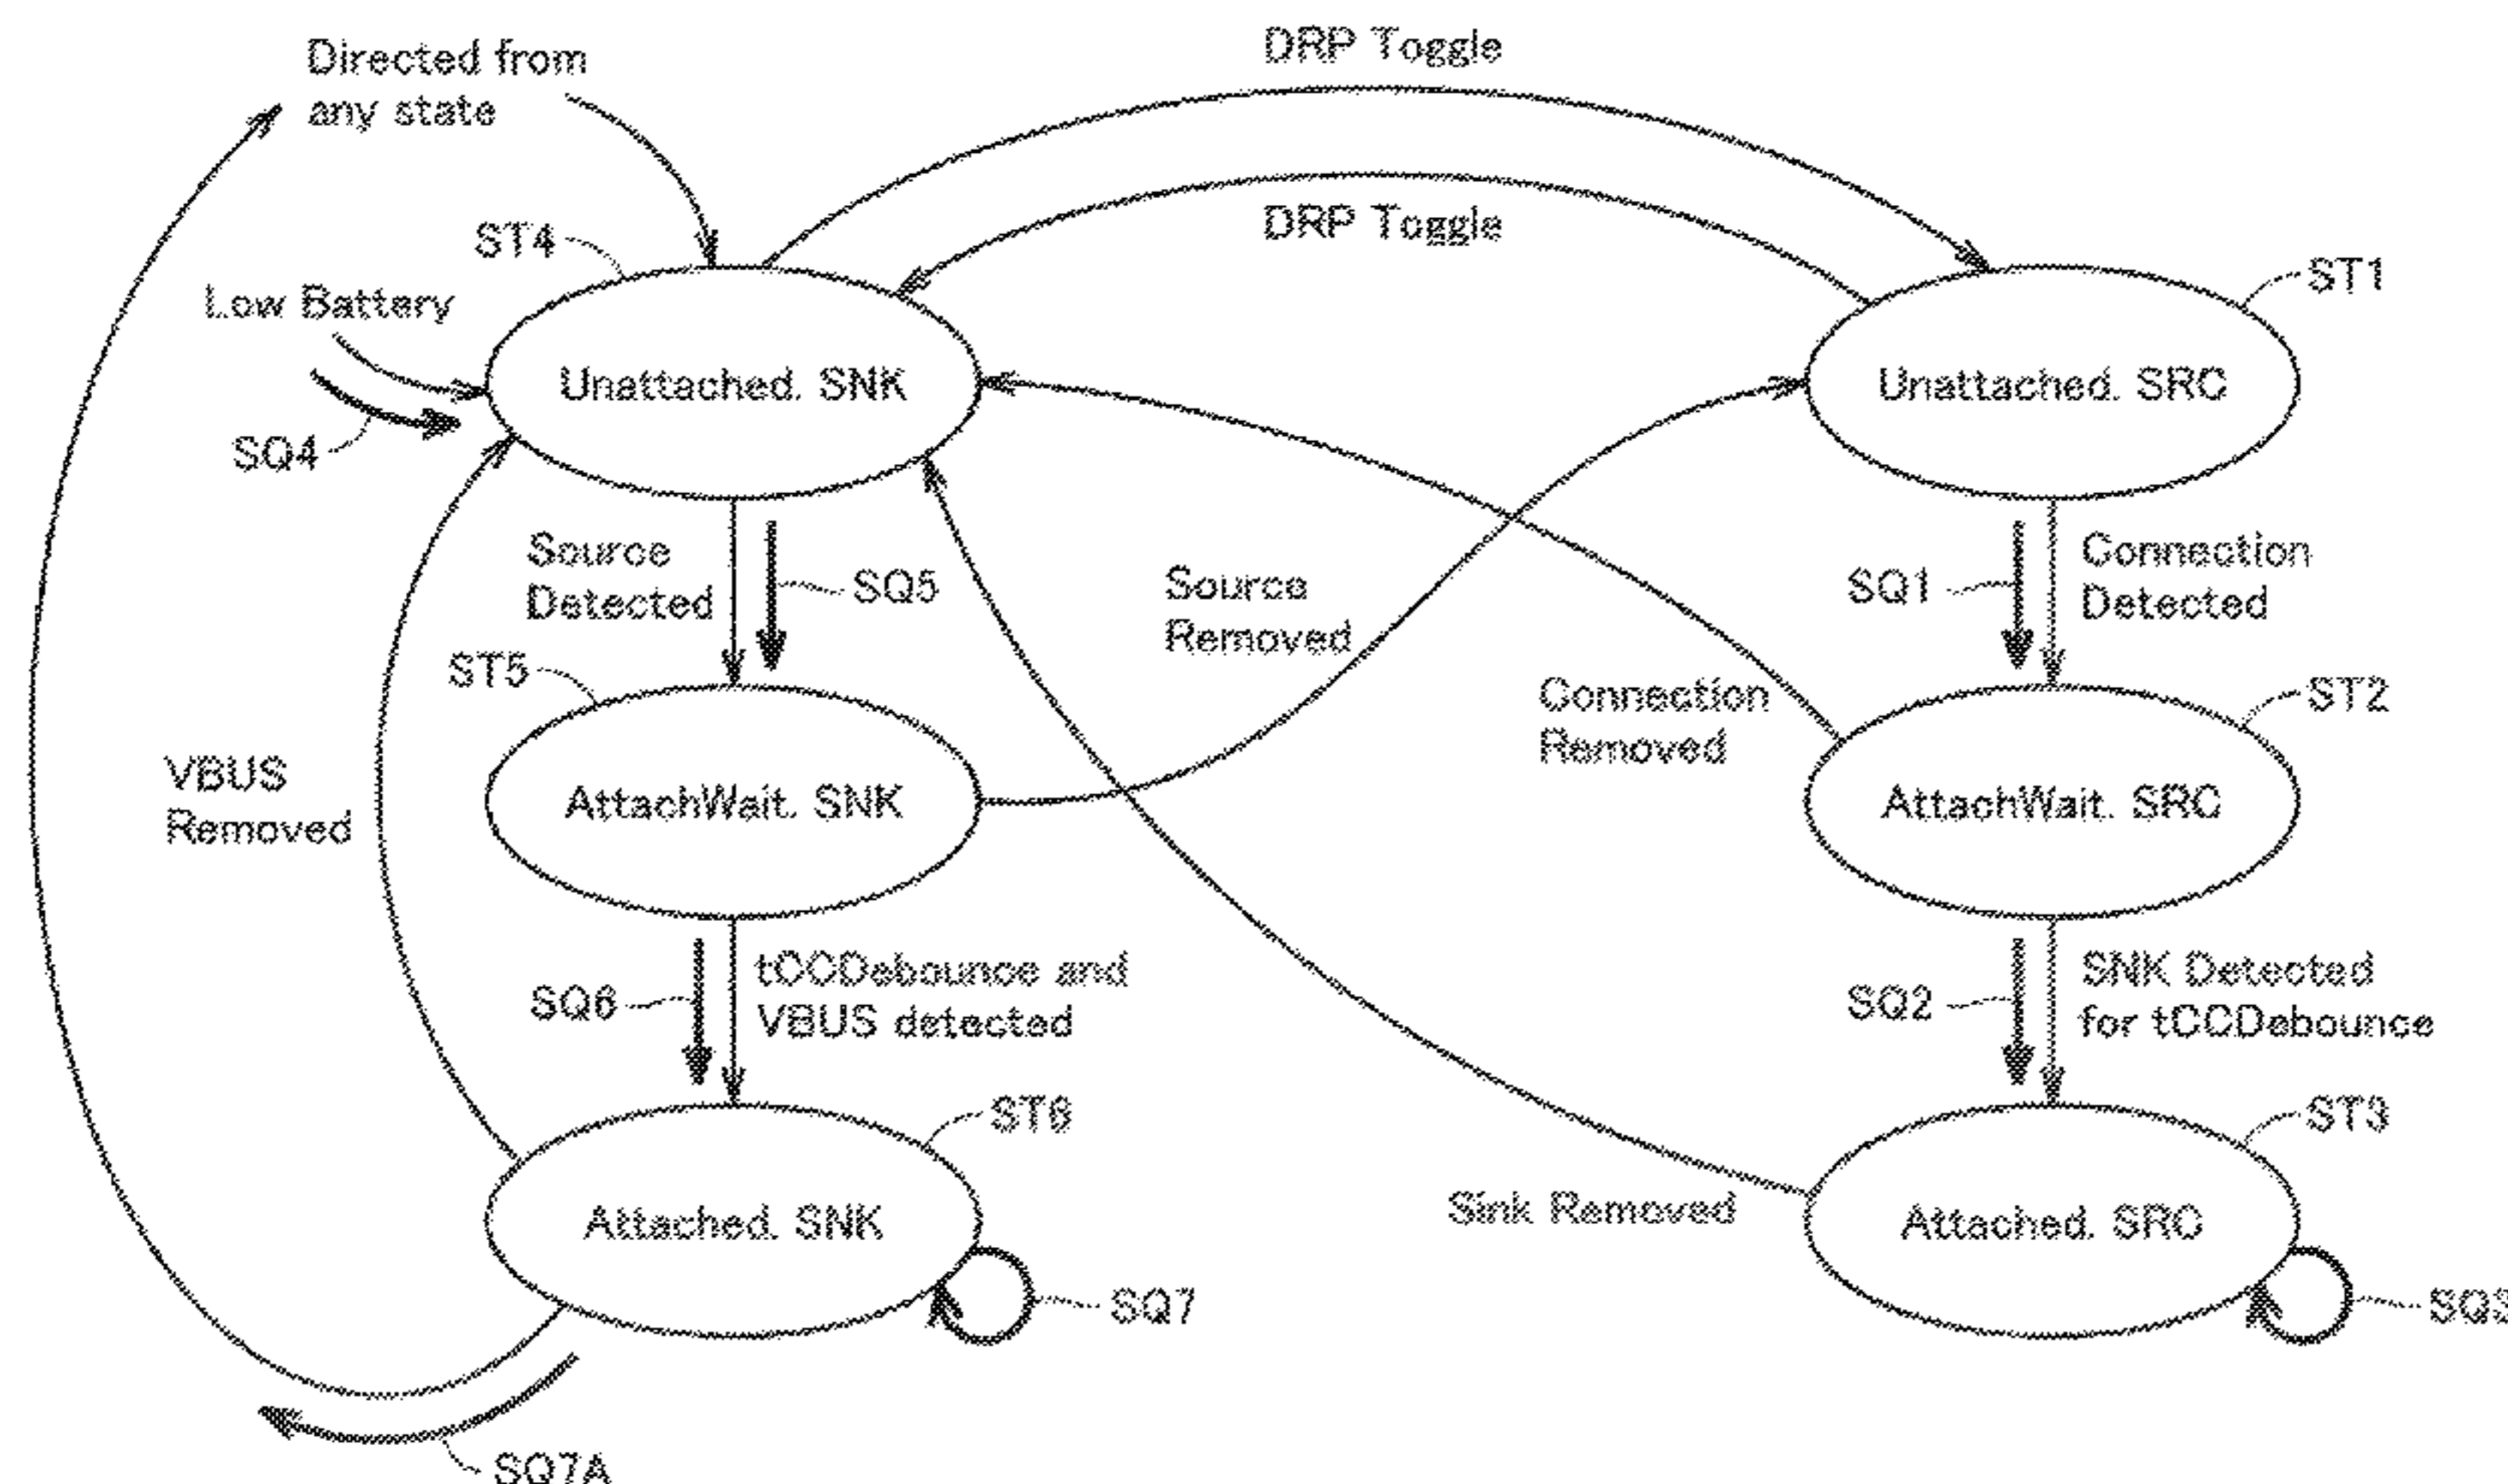 Directed from
any state
DRP Toggle
DRP Toggle
ST4
ST1
Low Battery
Unattached. SNK
Unattached. SRC
SQ4
Source
Detected
SQ5
Source
Removed
SQ1
Connection
Detected
ST5
Connection
Removed
ST2
VBUS
Removed
AttachWait. SNK
AttachWait. SRC
SQ6
tCCDebounce and
VBUS detected
SQ2
SNK Detected
for tCCDebounce
ST6
ST3
Attached. SNK
Sink Removed
Attached. SRC
SQ7
SQ3
SQ7A